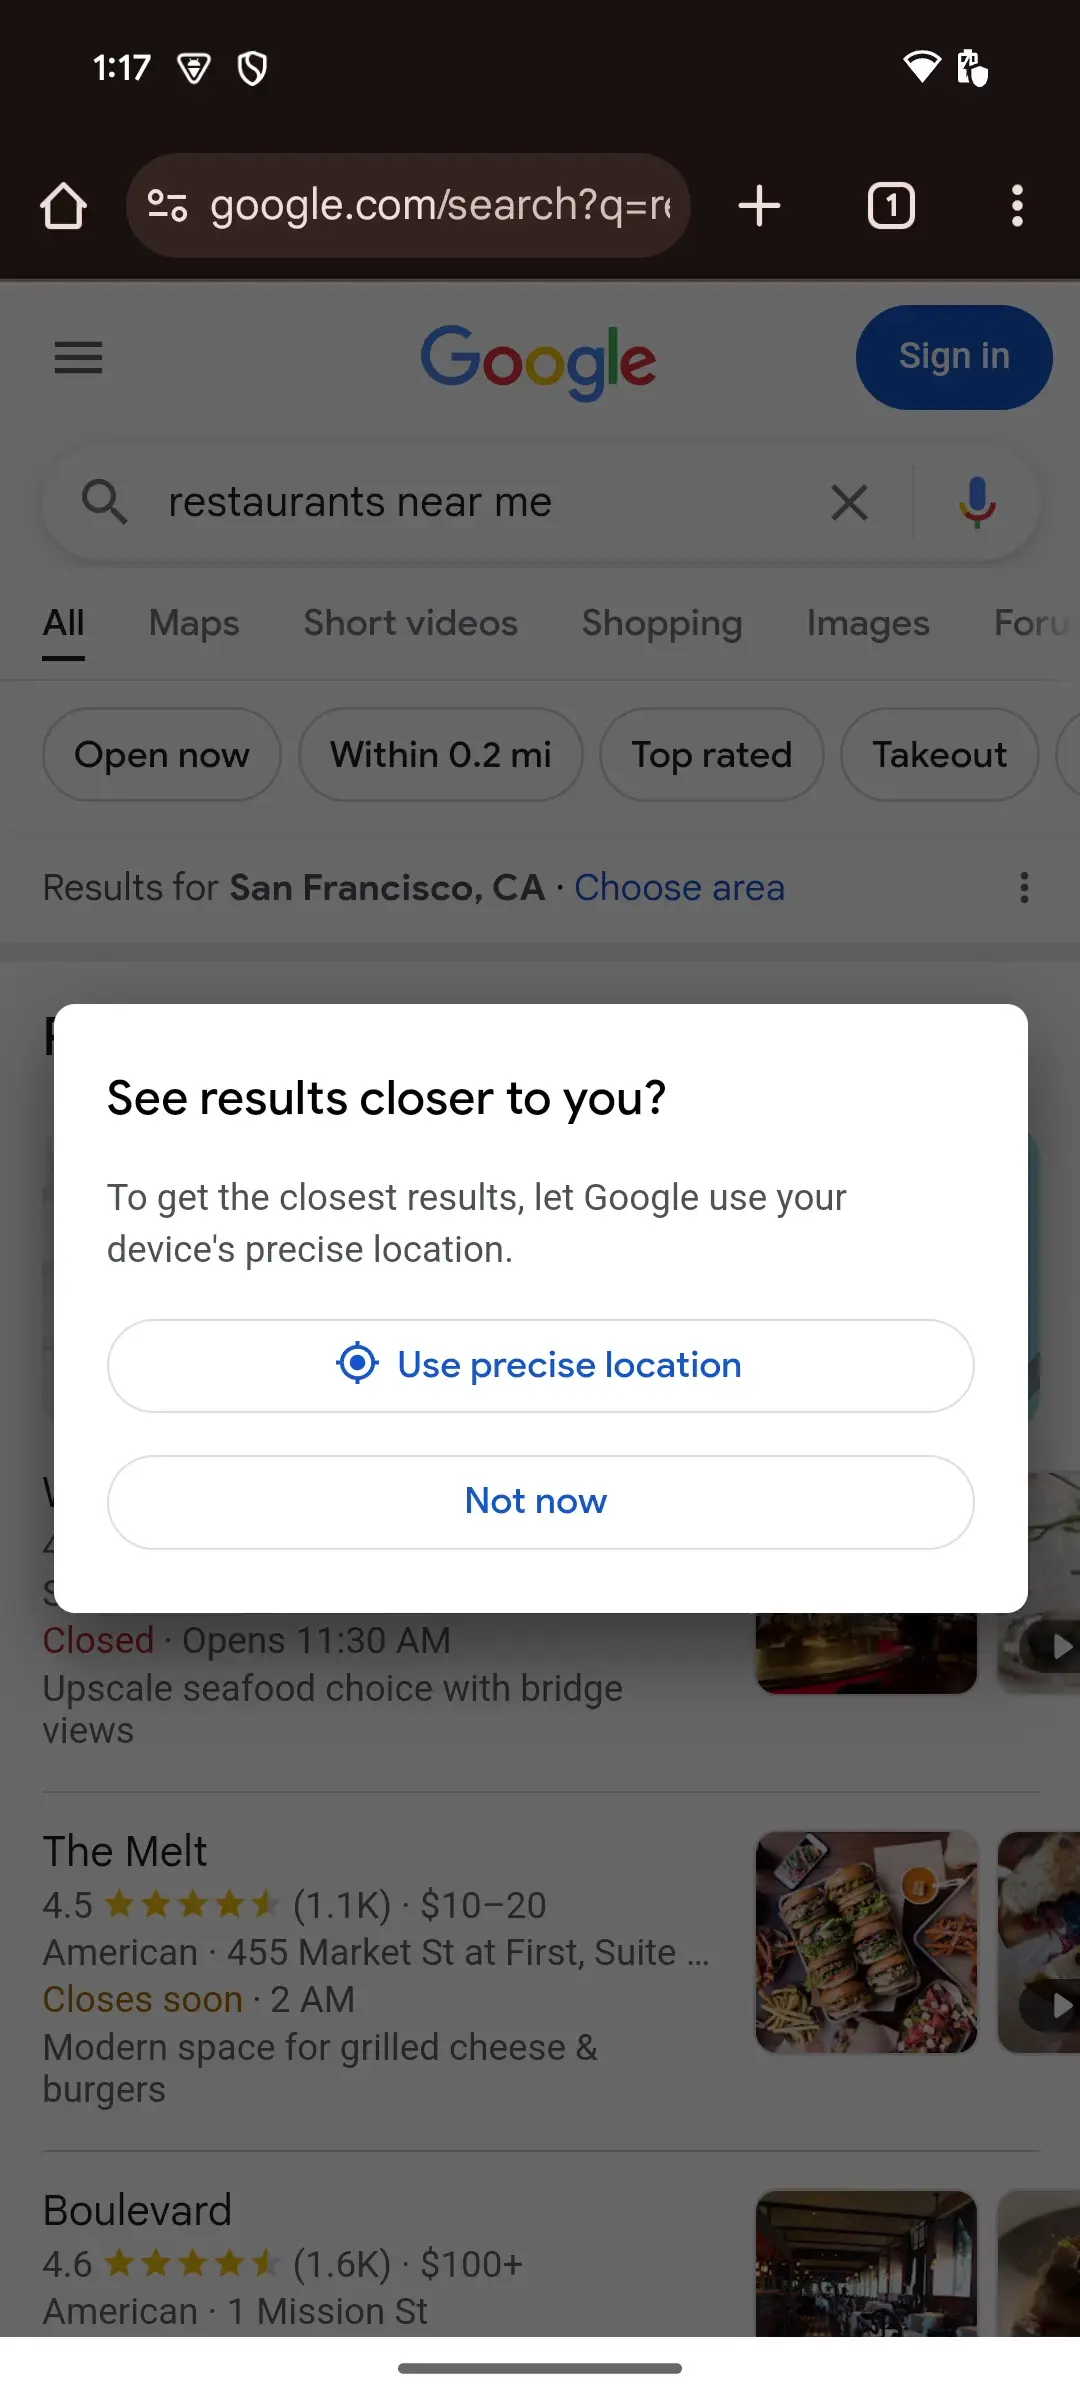 1:17
google.com/search?q=re
1
Google
Sign in
restaurants near me
All Maps Short videos Shopping Images Foru
Open now Within 0.2 mi Top rated Takeout
Results for San Francisco, CA · Choose area
See results closer to you?
To get the closest results, let Google use your
device's precise location.
Use precise location
Not now
Closed · Opens 11:30 AM
Upscale seafood choice with bridge
views
The Melt
4.5 (1.1K) · $10–20
American · 455 Market St at First, Suite ...
Closes soon · 2 AM
Modern space for grilled cheese &
burgers
Boulevard
4.6 (1.6K) · $100+
American · 1 Mission St